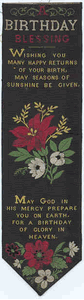 BIRTHDAY
BLESSING
WISHING YOU
MANY HAPPY RETURNS
OF YOUR BIRTH.
MAY SEASONS OF
SUNSHINE BE GIVEN.
MAY GOD IN
HIS MERCY PREPARE
YOU ON EARTH.
FOR A BIRTHDAY
OF GLORY IN
HEAVEN.